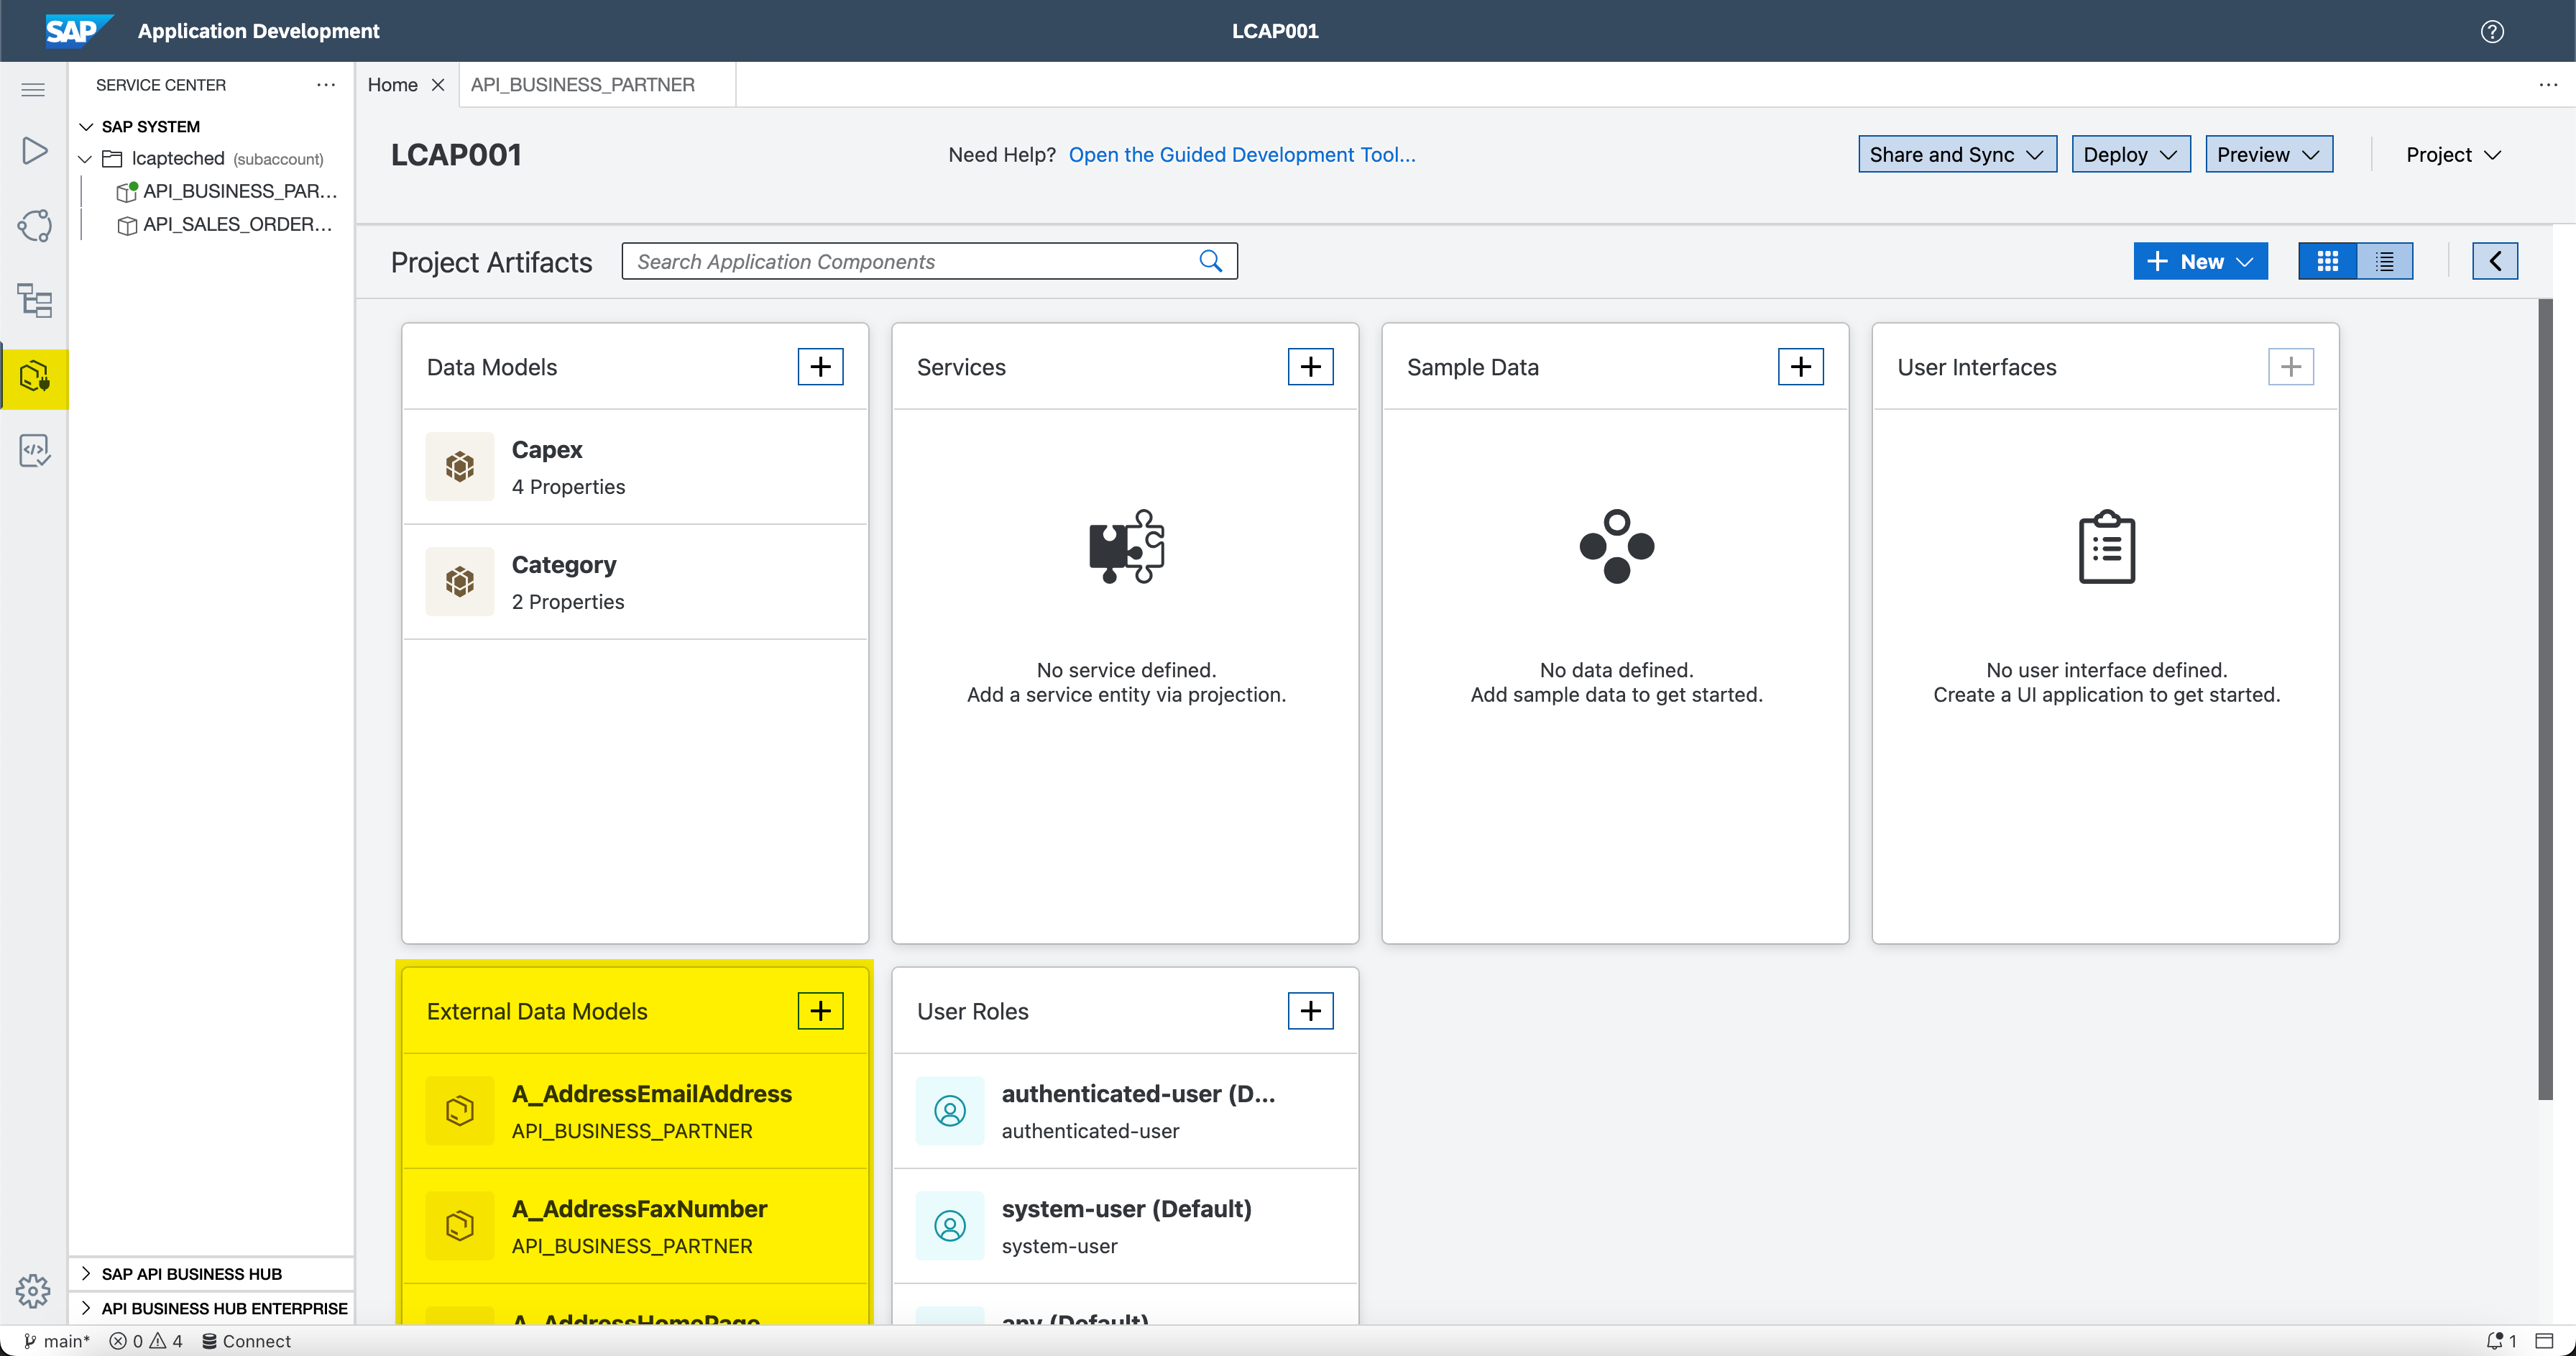 SAP Application Development
LCAP001
SERVICE CENTER
SAP SYSTEM
lcapteched (subaccount)
API_BUSINESS_PAR...
API_SALES_ORDER...
SAP API BUSINESS HUB
API BUSINESS HUB ENTERPRISE
Home
API_BUSINESS_PARTNER
LCAP001
Need Help? Open the Guided Development Tool...
Share and Sync
Deploy
Preview
Project
Project Artifacts
Search Application Components
New
Data Models
Capex
4 Properties
Category
2 Properties
Services
No service defined.
Add a service entity via projection.
Sample Data
No data defined.
Add sample data to get started.
User Interfaces
No user interface defined.
Create a UI application to get started.
External Data Models
A_AddressEmailAddress
API_BUSINESS_PARTNER
A_AddressFaxNumber
API_BUSINESS_PARTNER
A_AddressHomePage
User Roles
authenticated-user (D...
authenticated-user
system-user (Default)
system-user
any (Default)
main* 0 4 Connect
1